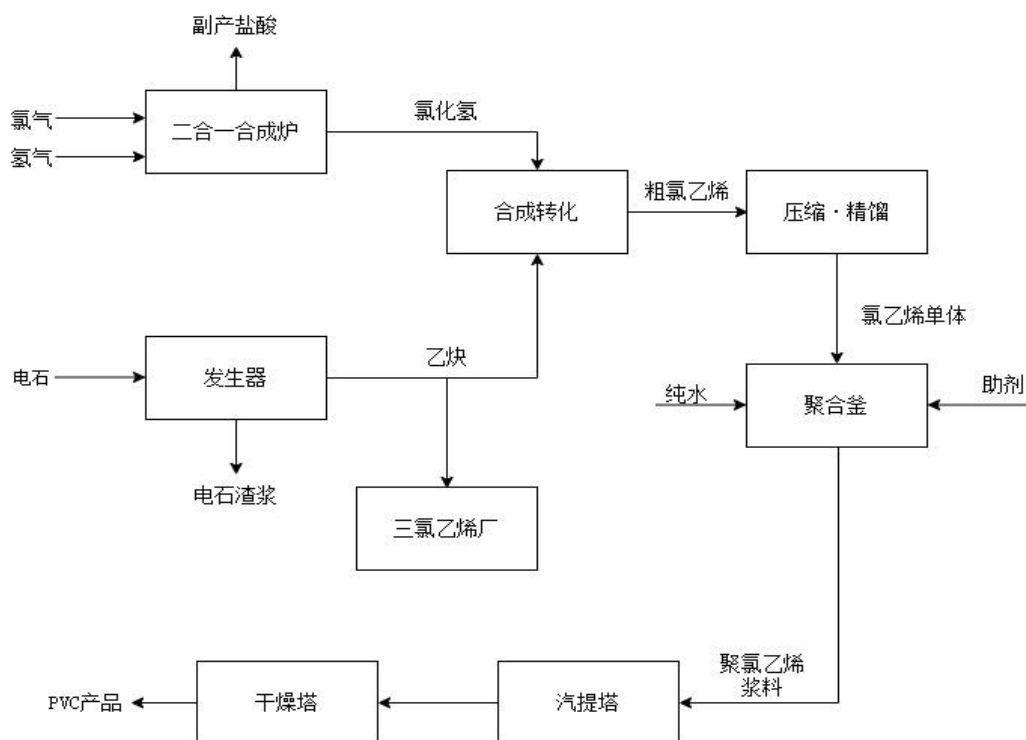 副产盐酸
氯气
氢气
二合一合成炉
氯化氢
合成转化
粗氯乙烯
压缩·精馏
氯乙烯单体
电石
发生器
乙炔
纯水
聚合釜
助剂
电石渣浆
三氯乙烯厂
聚氯乙烯
浆料
汽提塔
干燥塔
PVC产品